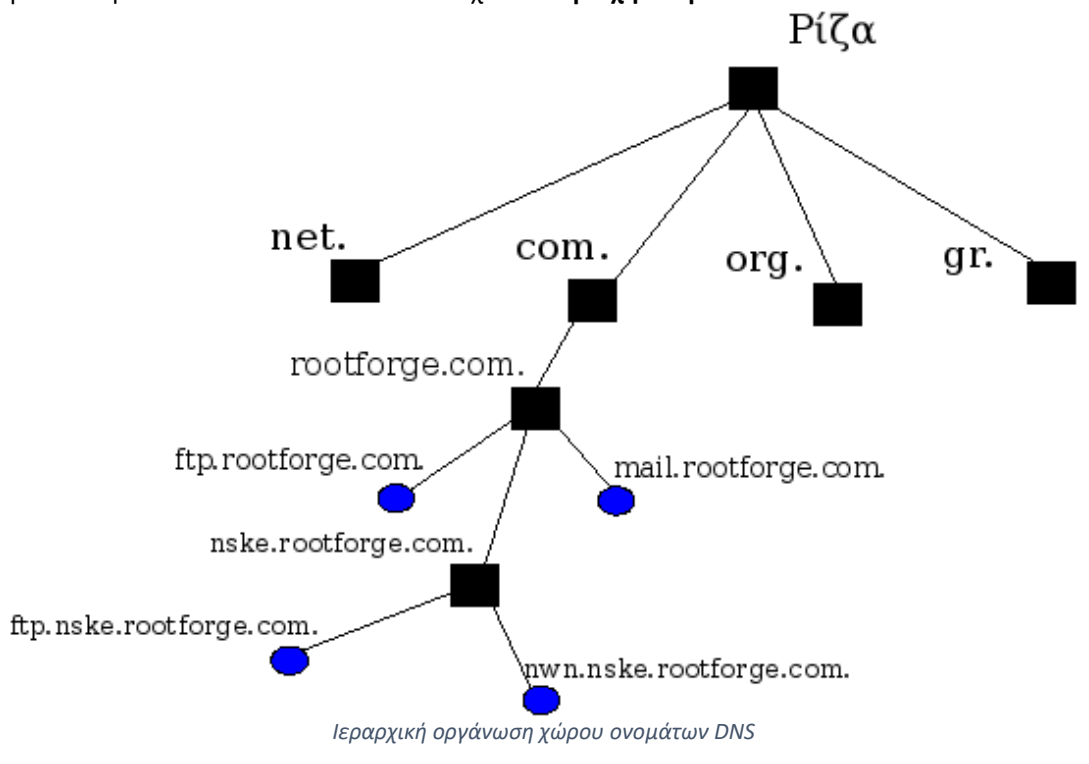 Ρίζα
net.
com.
org.
gr.
rootforge.com.
ftp.rootforge.com.
mail.rootforge.com.
nske.rootforge.com.
ftp.nske.rootforge.com.
nwn.nske.rootforge.com.
Ιεραρχική οργάνωση χώρου ονομάτων DNS